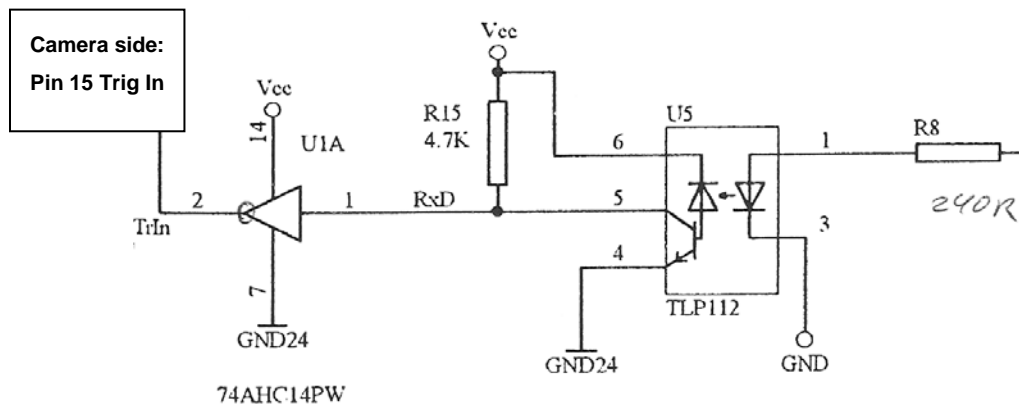 Camera side:
Pin 15 Trig In
Vcc
14
U1A
2
1
TrIn
7
GND24
74AHC14PW
Vcc
R15
4.7K
RxD
U5
6
5
4
1
3
TLP112
GND24
GND
R8
240R